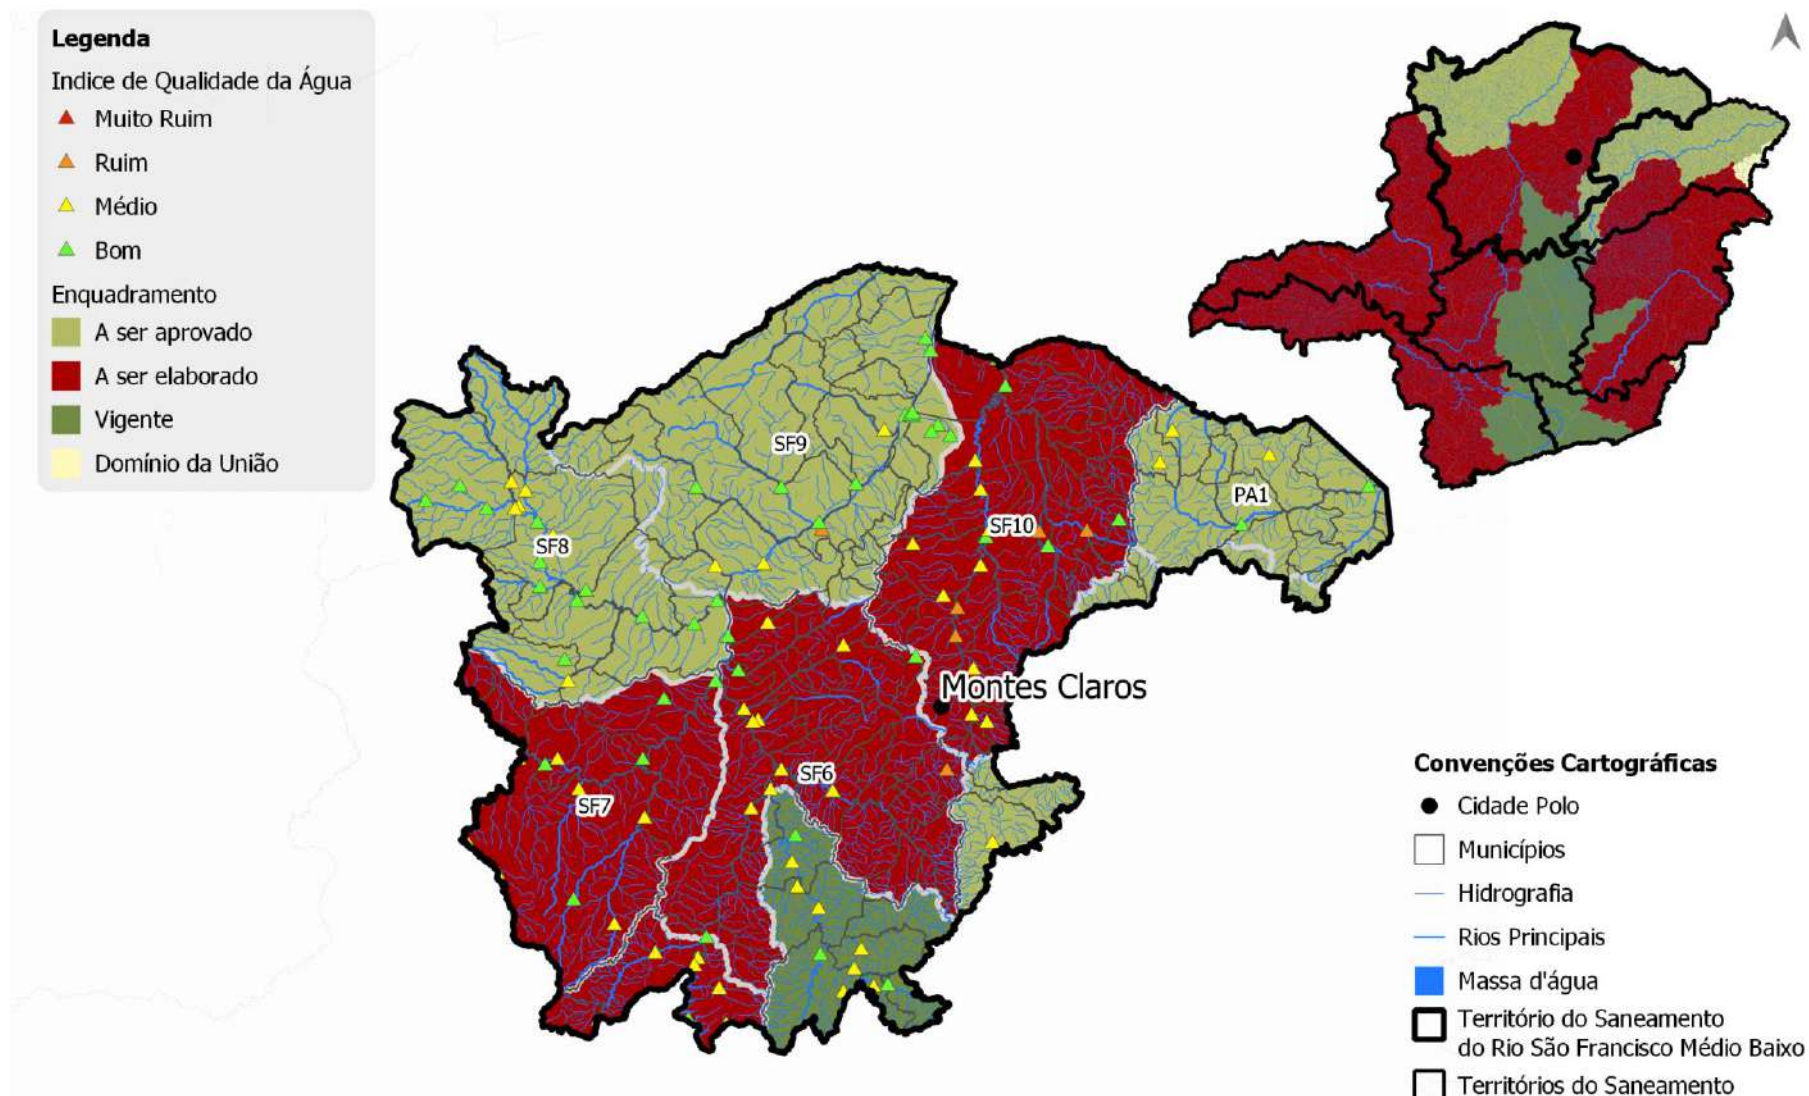 Legenda
Indice de Qualidade da Água
Muito Ruim
Ruim
Médio
Bom
Enquadramento
A ser aprovado
A ser elaborado
Vigente
Domínio da União
SF9
PA1
SF10
SF8
Montes Claros
SF6
SF7
Convenções Cartográficas
Cidade Polo
Municípios
Hidrografia
Rios Principais
Massa d'água
Território do Saneamento
do Rio São Francisco Médio Baixo
Territórios do Saneamento